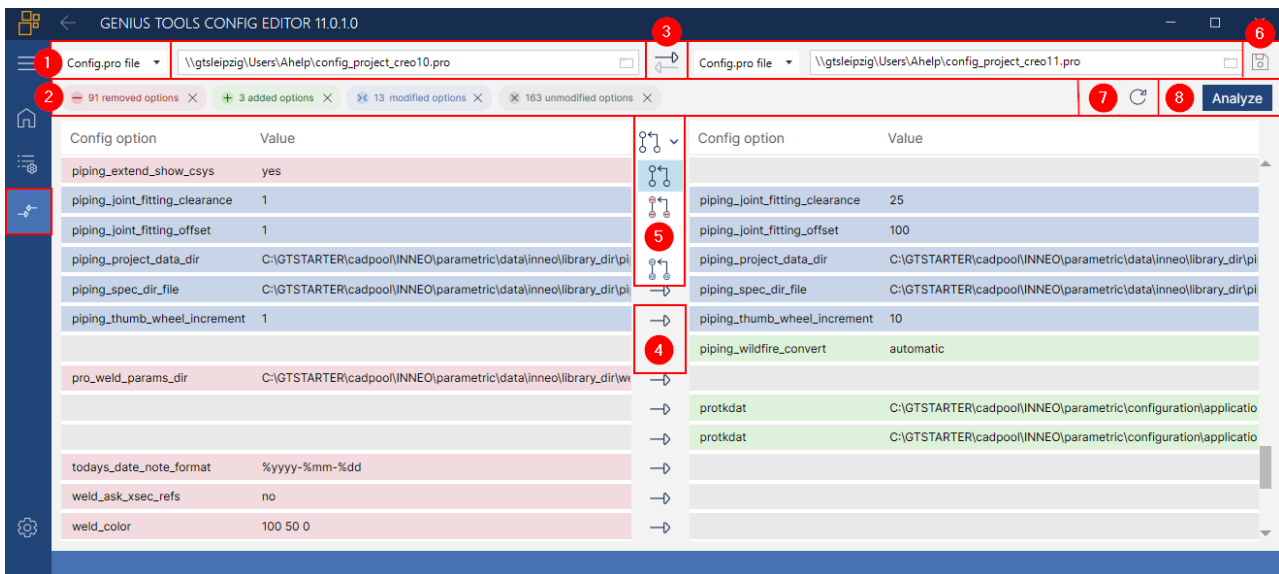 GENIUS TOOLS CONFIG EDITOR 11.0.1.0
3
6
1 Config.pro file \\gtsleipzig\Users\Ahelp\config_project_creo10.pro Config.pro file \\gtsleipzig\Users\Ahelp\config_project_creo11.pro
2 91 removed options 3 added options 13 modified options 163 unmodified options 7 8 Analyze
Config option Value Config option Value
piping_extend_show_csys yes
piping_joint_fitting_clearance 1 piping_joint_fitting_clearance 25
piping_joint_fitting_offset 1 5 piping_joint_fitting_offset 100
piping_project_data_dir C:\GTSTARTER\cadpool\INNEO\parametric\data\inneo\library_dir\pi piping_project_data_dir C:\GTSTARTER\cadpool\INNEO\parametric\data\inneo\library_dir\pi
piping_spec_dir_file C:\GTSTARTER\cadpool\INNEO\parametric\data\inneo\library_dir\pi piping_spec_dir_file C:\GTSTARTER\cadpool\INNEO\parametric\data\inneo\library_dir\pi
piping_thumb_wheel_increment 1 piping_thumb_wheel_increment 10
4 piping_wildfire_convert automatic
pro_weld_params_dir C:\GTSTARTER\cadpool\INNEO\parametric\data\inneo\library_dir\we
protkdat C:\GTSTARTER\cadpool\INNEO\parametric\configuration\applicatio
protkdat C:\GTSTARTER\cadpool\INNEO\parametric\configuration\applicatio
todays_date_note_format %yyyy-%mm-%dd
weld_ask_xsec_refs no
weld_color 100 50 0